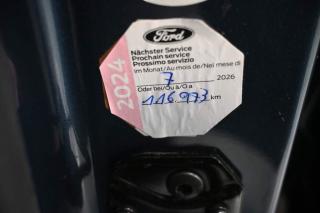 Ford
2024
Nächster Service
Prochain service
Prossimo servizio
im Monat/Au mois de/Nel mese di
7 2026
Oder bei/Ou à/O a
116.973 km